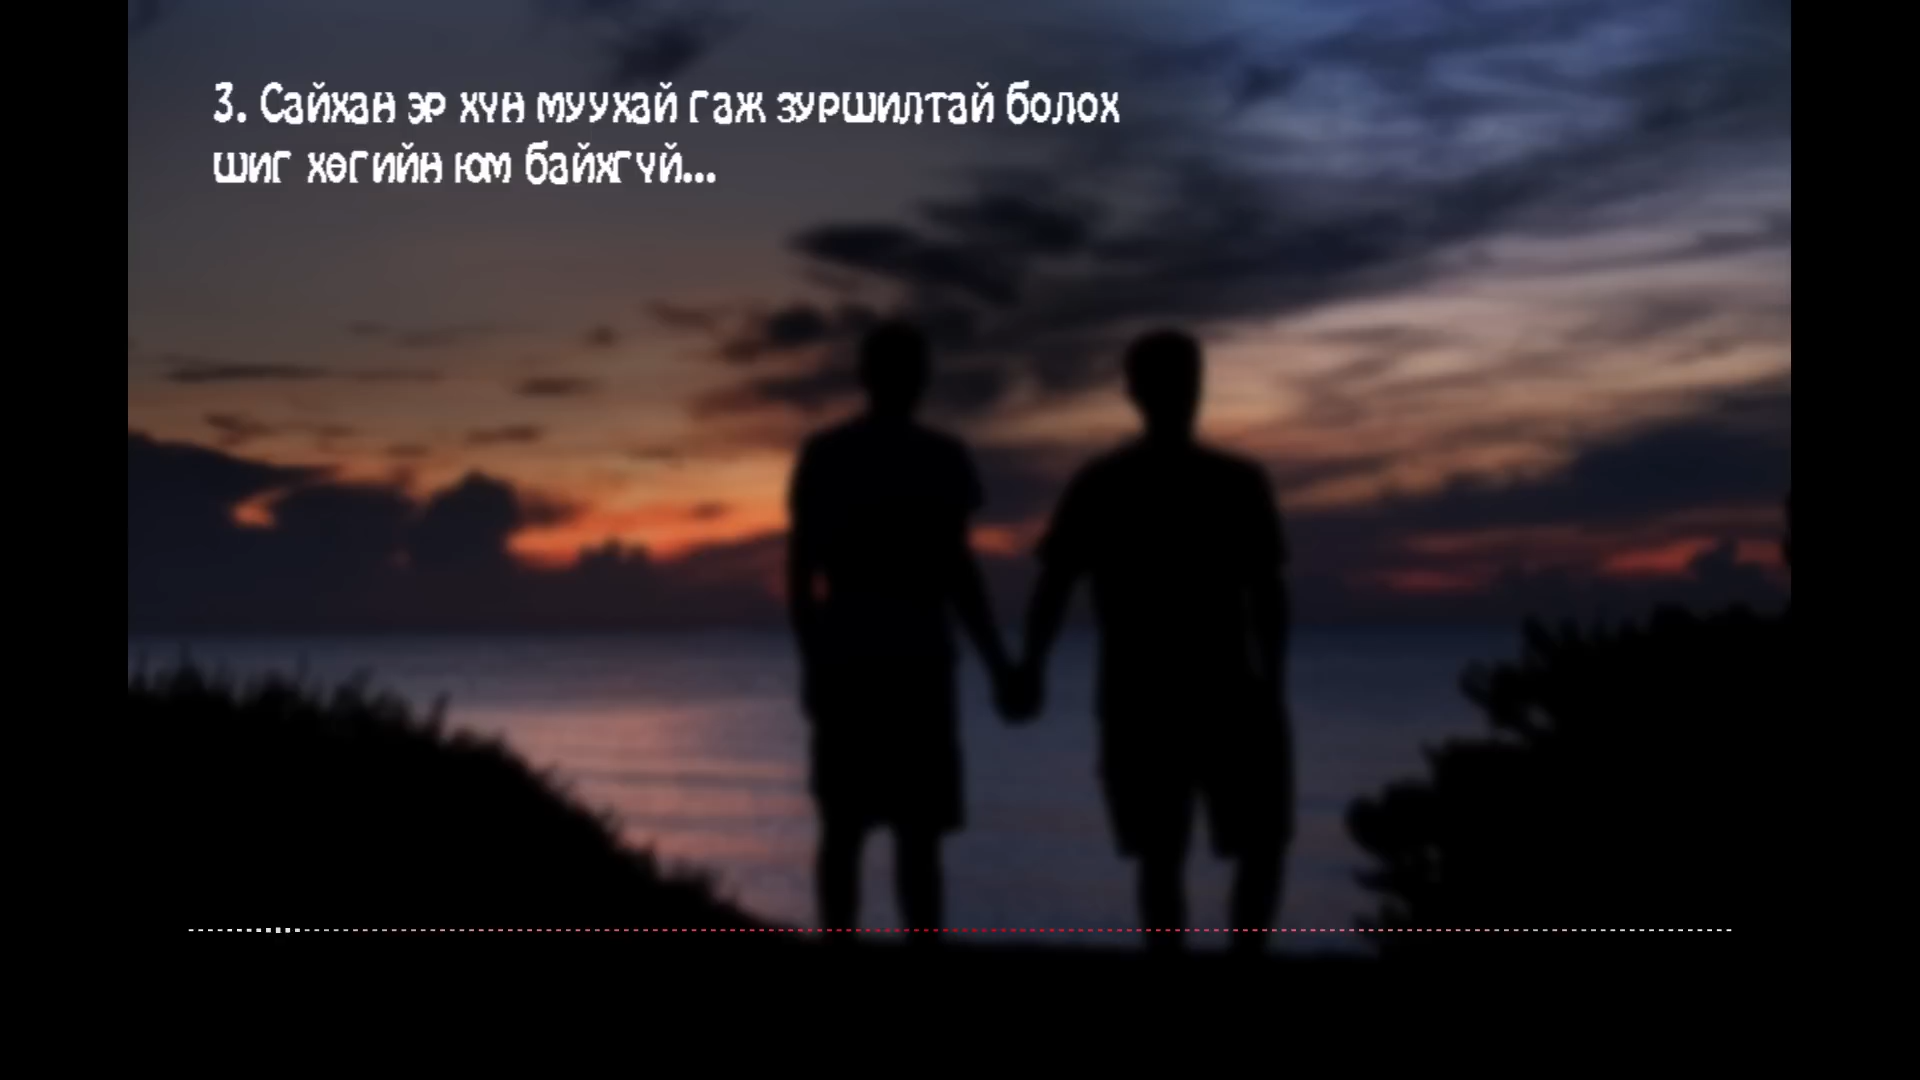 3. Сайхан эр хүн муухай гаж зуршилтай болох
шиг хөгийн юм байхгүй...